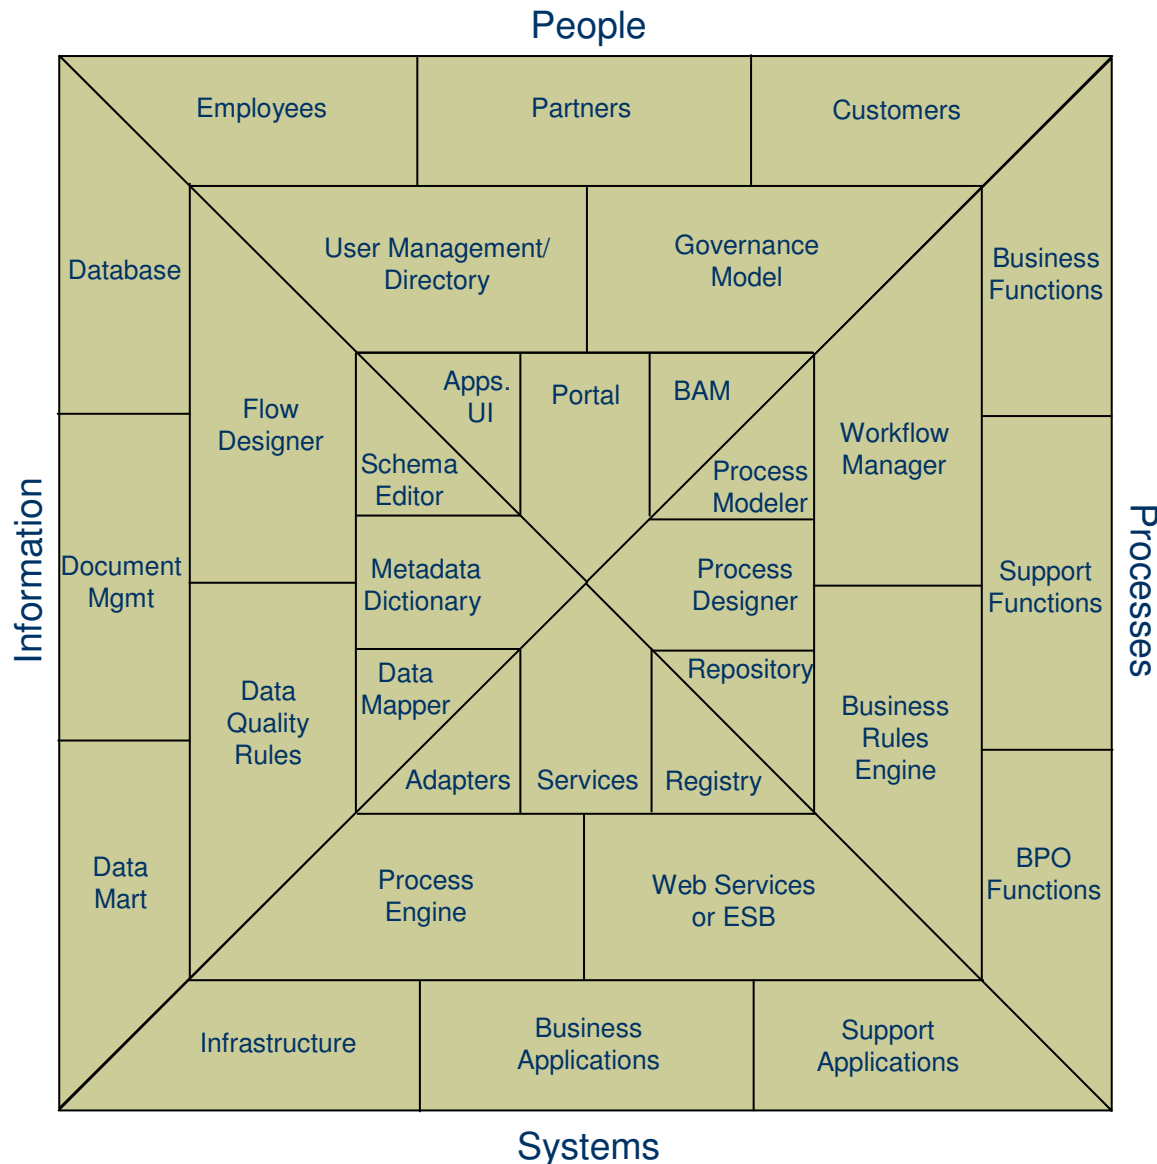 People
Employees
Partners
Customers
User Management/
Directory
Governance
Model
Database
Business
Functions
Apps.
UI
Portal
BAM
Flow
Designer
Workflow
Manager
Schema
Editor
Process
Modeler
Information
Document
Mgmt
Metadata
Dictionary
Process
Designer
Support
Functions
Processes
Data
Quality
Rules
Data
Mapper
Repository
Business
Rules
Engine
Adapters
Services
Registry
Data
Mart
Process
Engine
Web Services
or ESB
BPO
Functions
Infrastructure
Business
Applications
Support
Applications
Systems